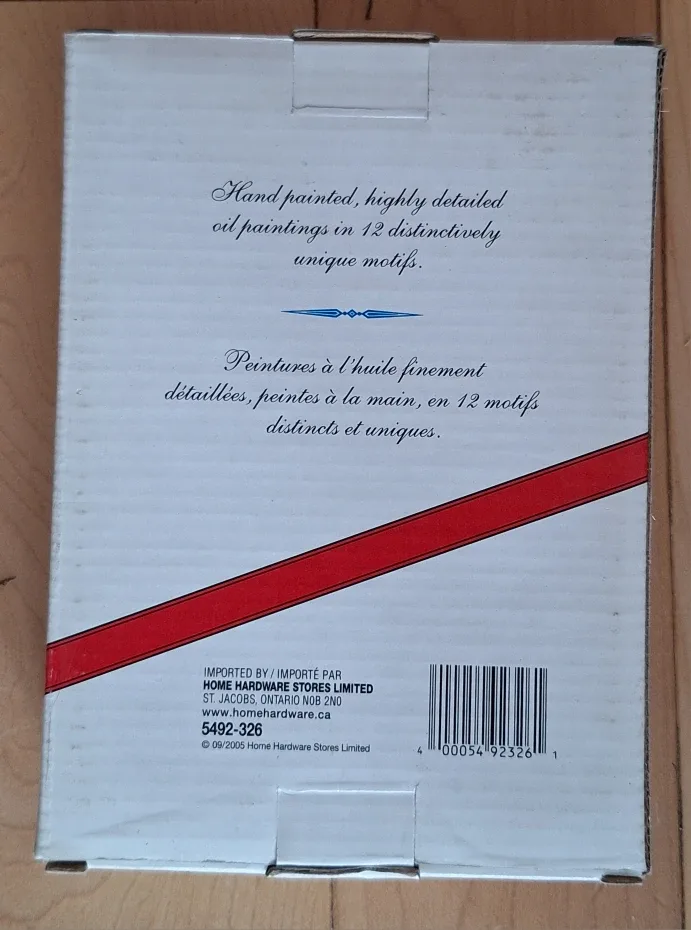 Hand painted, highly detailed
oil paintings in 12 distinctively
unique motifs.
Peintures à l'huile finement
détaillées, peintes à la main, en 12 motifs
distincts et uniques.
IMPORTED BY / IMPORTÉ PAR
HOME HARDWARE STORES LIMITED
ST. JACOBS, ONTARIO N0B 2N0
www.homehardware.ca
5492-326
© 09/2005 Home Hardware Stores Limited
4 00054 92326 1